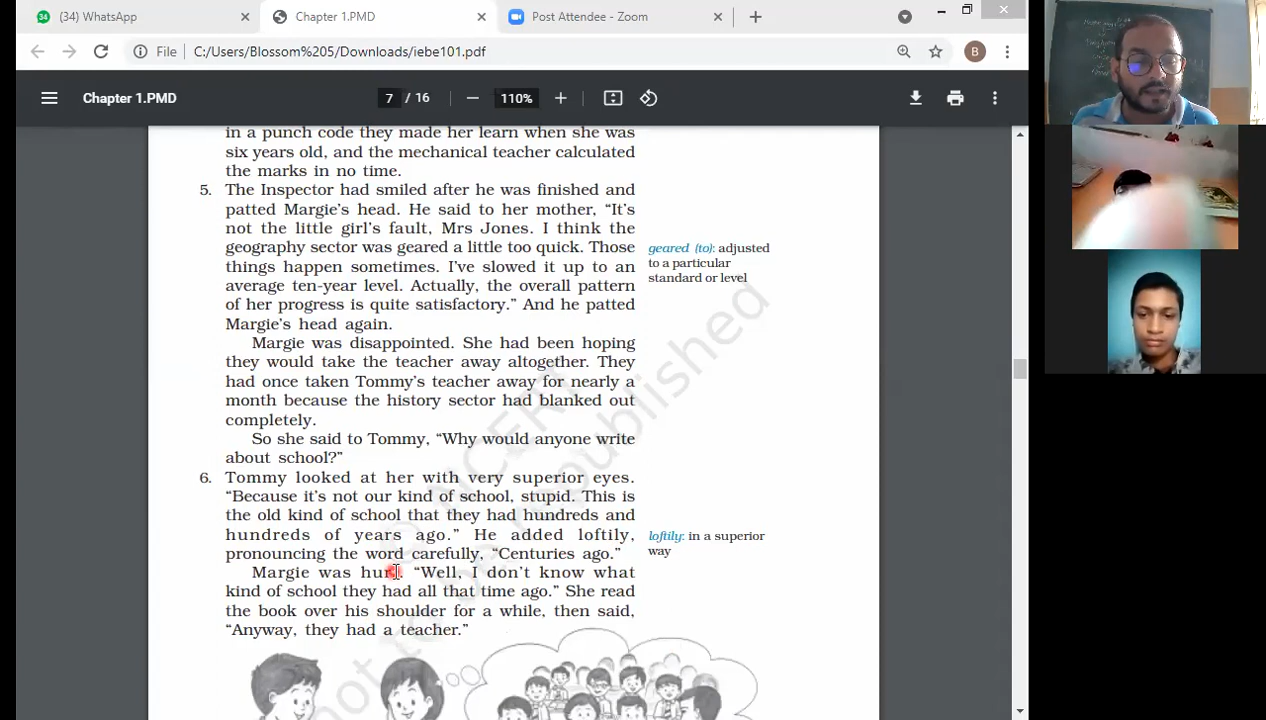 (34) WhatsApp
Chapter 1.PMD
Post Attendee - Zoom
File
C:/Users/Blossom%205/Downloads/iebe101.pdf
B
Chapter 1.PMD
7 / 16
110%
in a punch code they made her learn when she was
six years old, and the mechanical teacher calculated
the marks in no time.
5. The Inspector had smiled after he was finished and
patted Margie's head. He said to her mother, “It's
not the little girl's fault, Mrs Jones. I think the
geography sector was geared a little too quick. Those
things happen sometimes. I've slowed it up to an
average ten-year level. Actually, the overall pattern
of her progress is quite satisfactory.” And he patted
Margie's head again.
geared (to): adjusted
to a particular
standard or level
Margie was disappointed. She had been hoping
they would take the teacher away altogether. They
had once taken Tommy's teacher away for nearly a
month because the history sector had blanked out
completely.
So she said to Tommy, “Why would anyone write
about school?”
6. Tommy looked at her with very superior eyes.
“Because it's not our kind of school, stupid. This is
the old kind of school that they had hundreds and
hundreds of years ago.” He added loftily,
pronouncing the word carefully, “Centuries ago.”
loftily: in a superior
way
Margie was hurt. “Well, I don't know what
kind of school they had all that time ago.” She read
the book over his shoulder for a while, then said,
“Anyway, they had a teacher.”
© NCERT
not to be republished